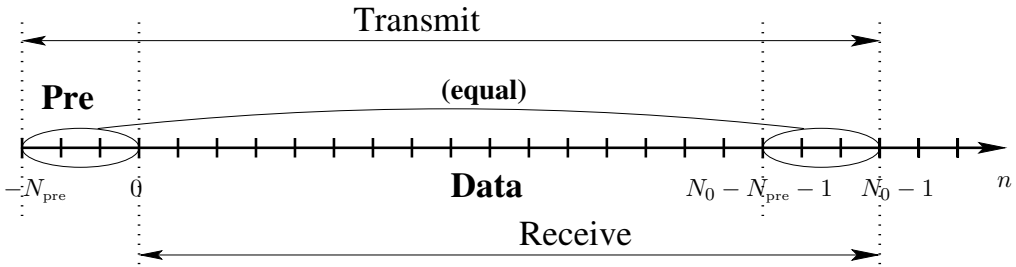 Transmit
Pre
(equal)
−N_pre 0 Data N_0 − N_pre − 1 N_0 − 1 n
Receive